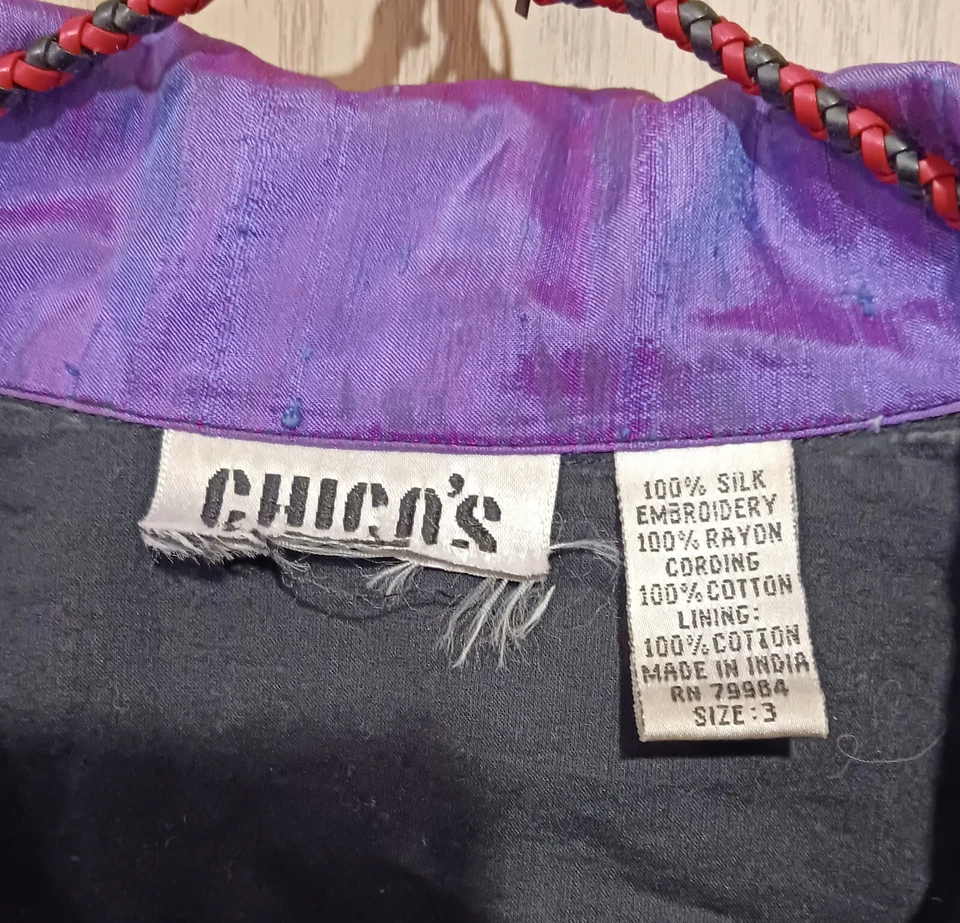 CHICO'S
100% SILK
EMBROIDERY
100% RAYON
CORDING
100% COTTON
LINING:
100% COTTON
MADE IN INDIA
RN 79984
SIZE: 3